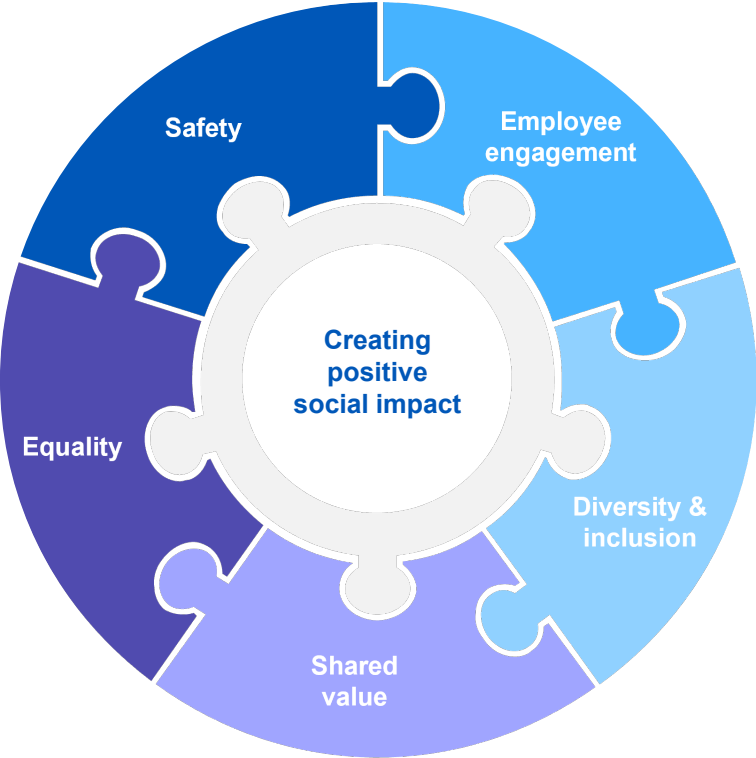 Safety
Employee
engagement
Creating
positive
social impact
Equality
Diversity &
inclusion
Shared
value